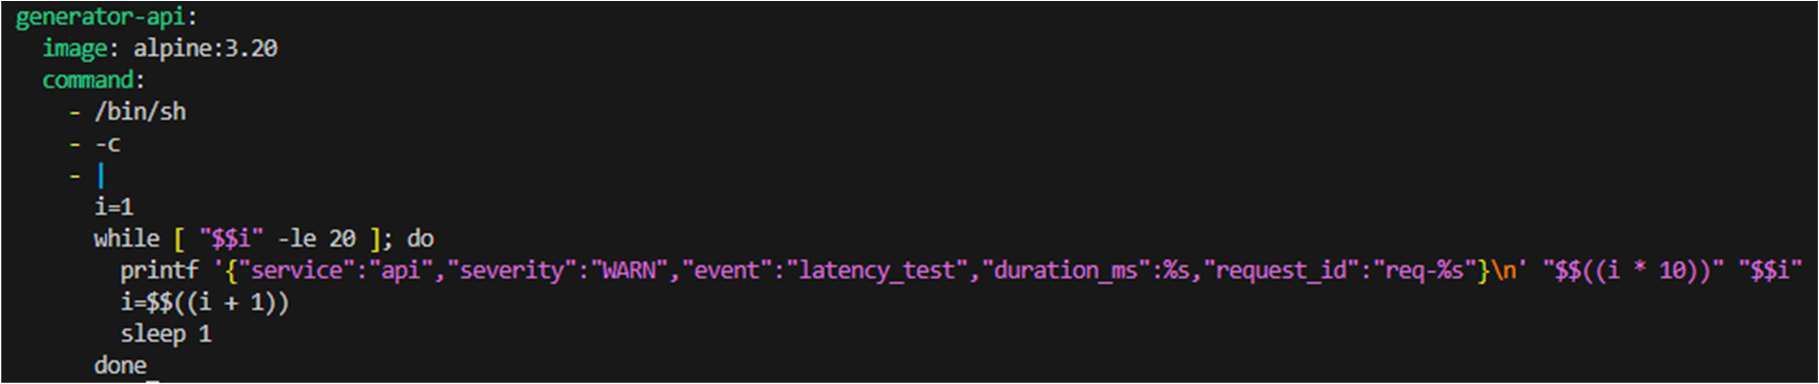 generator-api:
  image: alpine:3.20
  command:
    - /bin/sh
    - -c
    - |
      i=1
      while [ "$$i" -le 20 ]; do
        printf '{"service":"api","severity":"WARN","event":"latency_test","duration_ms":%s,"request_id":"req-%s"}\n' "$$((i * 10))" "$$i"
        i=$$((i + 1))
        sleep 1
      done